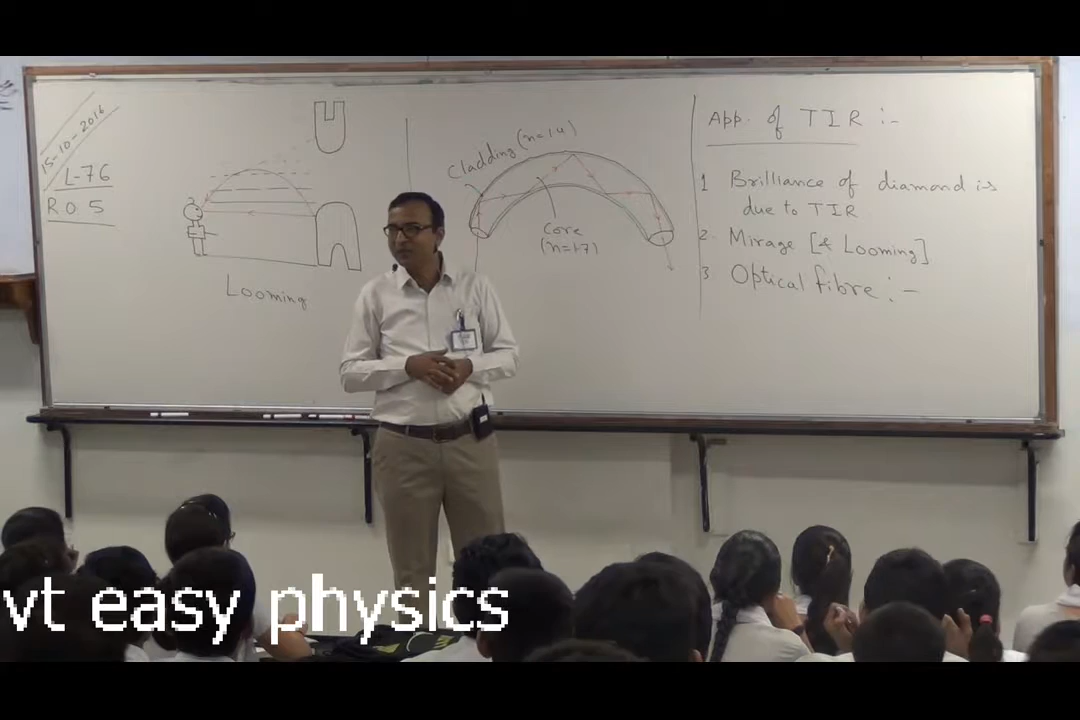 15-10-2016
L-76
R05
Looming
Cladding (n=1.4)
Core
(n=1.7)
App. of TIR :-
1 Brilliance of diamond is
due to TIR
2. Mirage [& Looming]
3 Optical fibre :-
vt easy physics